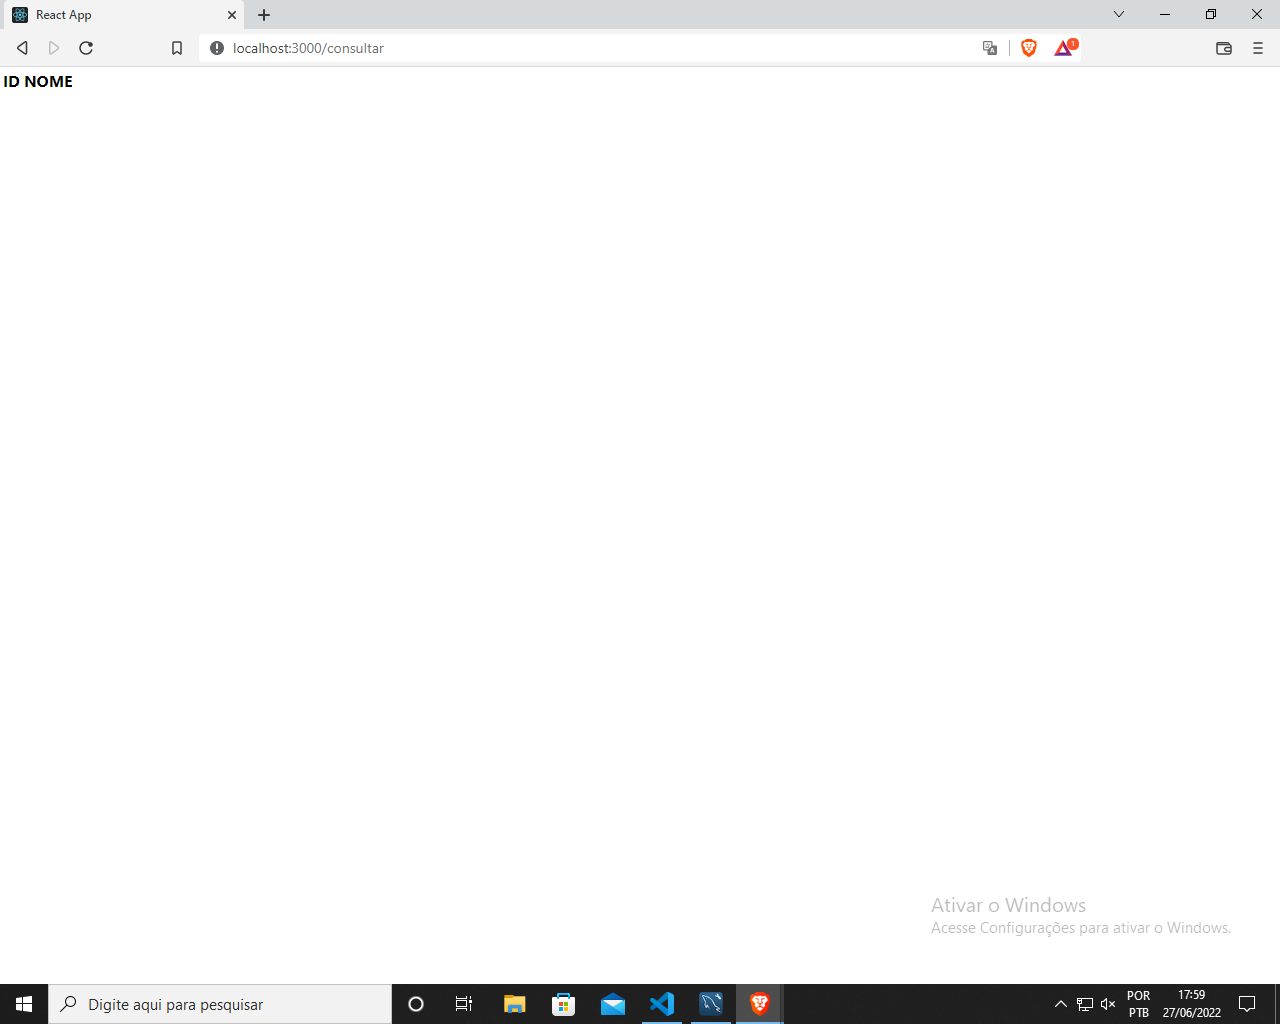 React App
localhost:3000/consultar
1
ID NOME
Ativar o Windows
Acesse Configurações para ativar o Windows.
Digite aqui para pesquisar
POR
PTB
17:59
27/06/2022